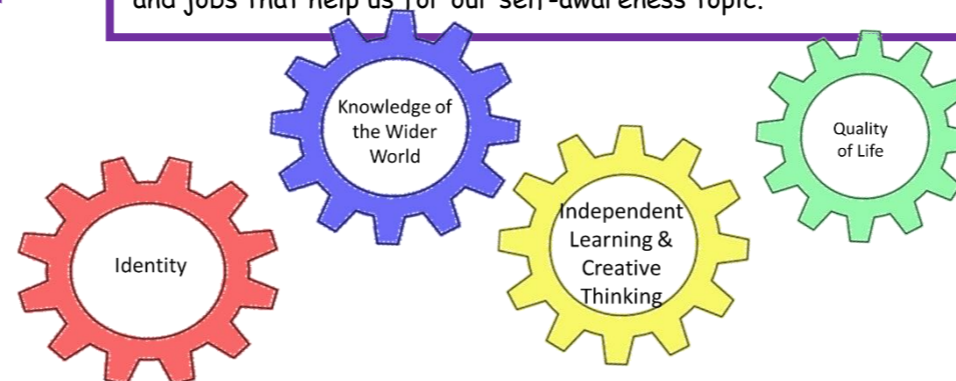 and jobs that help us for our self-awareness topic.
Knowledge of
the Wider
World
Quality
of Life
Independent
Learning &
Creative
Thinking
Identity